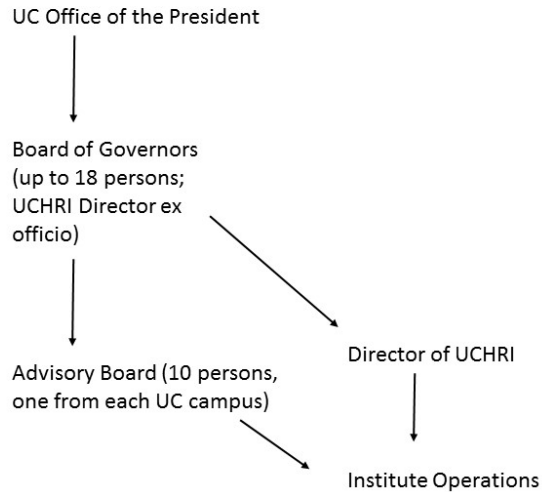 UC Office of the President
Board of Governors
(up to 18 persons;
UCHRI Director ex
officio)
Director of UCHRI
Advisory Board (10 persons,
one from each UC campus)
Institute Operations